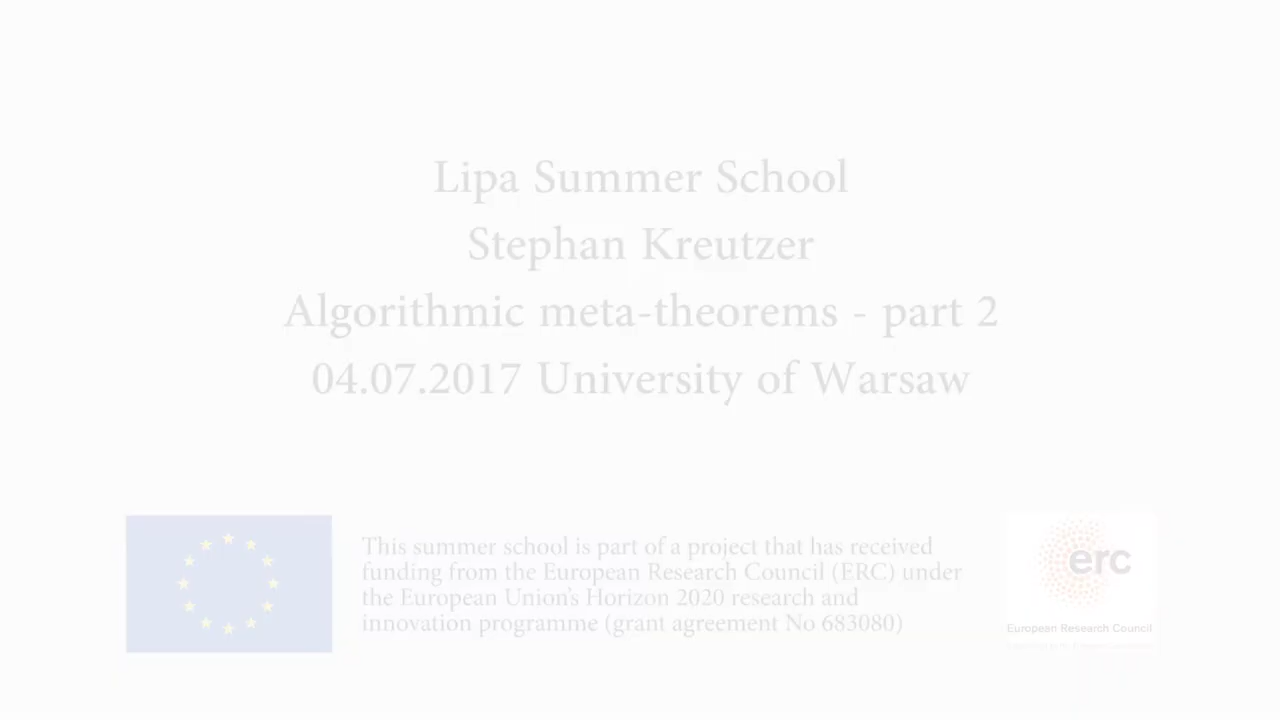 Lipa Summer School
Stephan Kreutzer
Algorithmic meta-theorems - part 2
04.07.2017 University of Warsaw
This summer school is part of a project that has received
funding from the European Research Council (ERC) under
the European Union's Horizon 2020 research and
innovation programme (grant agreement No 683080)
erc
European Research Council